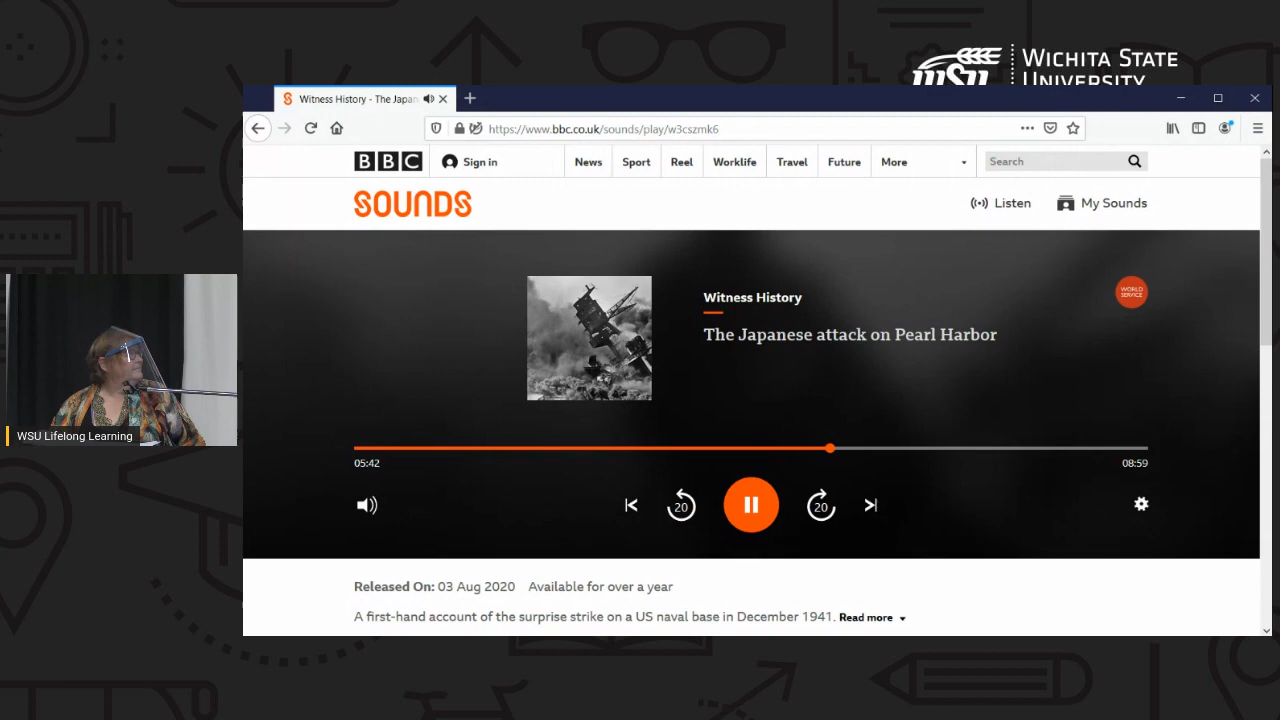 WSU WICHITA STATE
UNIVERSITY
Witness History - The Japan
https://www.bbc.co.uk/sounds/play/w3cszmk6
BBC Sign in News Sport Reel Worklife Travel Future More Search
SOUNDS Listen My Sounds
Witness History
WORLD
SERVICE
The Japanese attack on Pearl Harbor
WSU Lifelong Learning
05:42 08:59
20 20
Released On: 03 Aug 2020 Available for over a year
A first-hand account of the surprise strike on a US naval base in December 1941. Read more